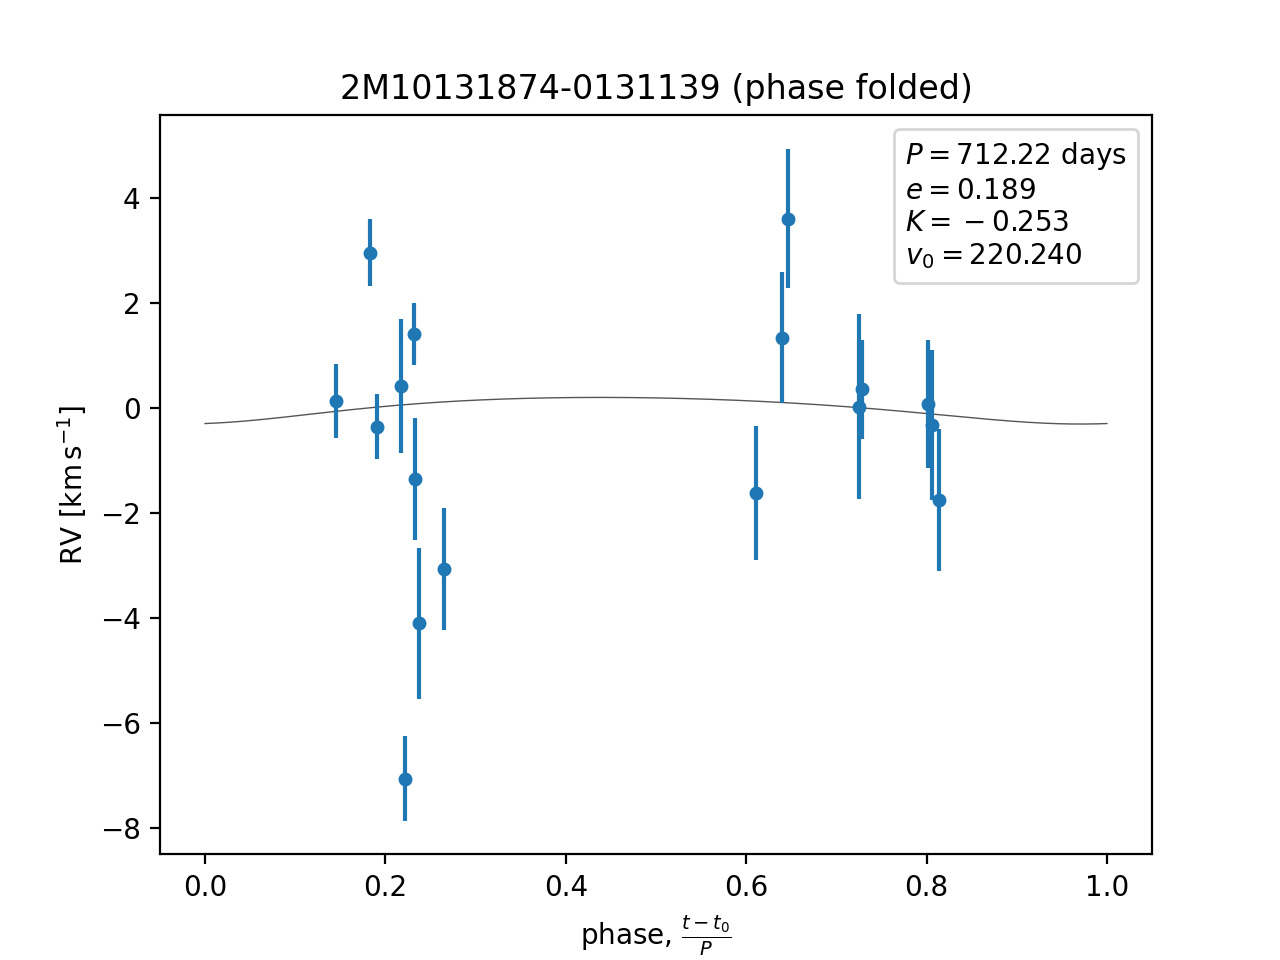 2M10131874-0131139 (phase folded)
P = 712.22 days
e = 0.189
K = −0.253
v₀ = 220.240
RV [km s⁻¹]
4
2
0
−2
−4
−6
−8
0.0 0.2 0.4 0.6 0.8 1.0
phase, (t − t₀)/P